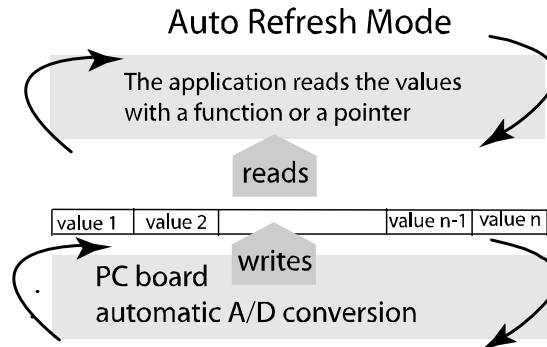 Auto Refresh Mode
The application reads the values
with a function or a pointer
reads
value 1 value 2 value n-1 value n
writes
PC board
automatic A/D conversion